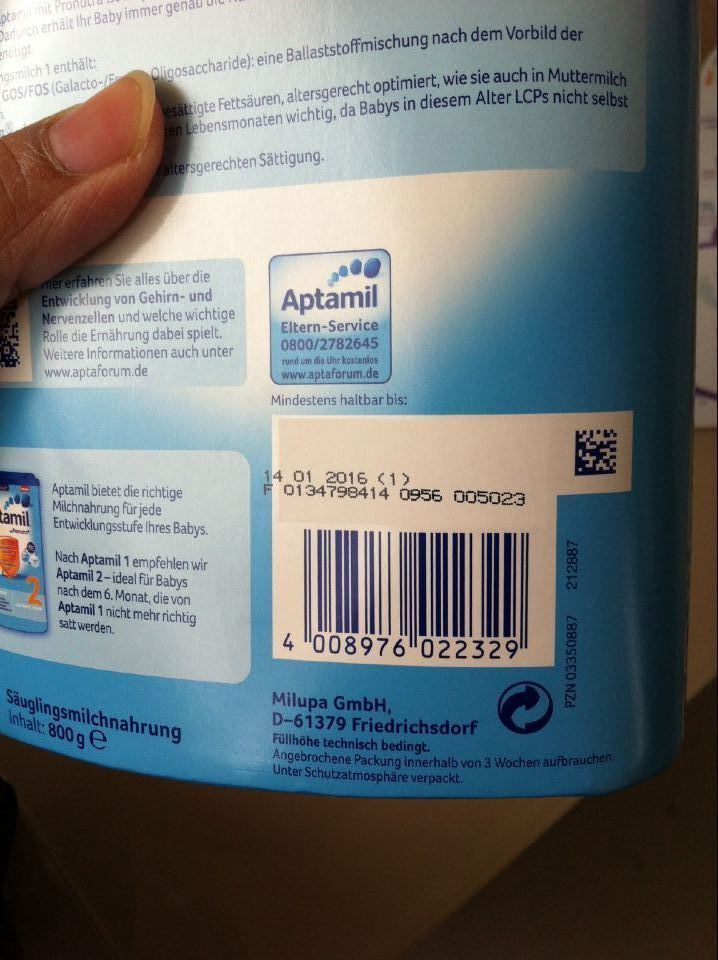 mit Pronutra
Dadurch erhält Ihr Baby immer genau die
enthält:
GOS/FOS (Galacto-/ Oligosaccharide): eine Ballaststoffmischung nach dem Vorbild der
Fettsäuren, altersgerecht optimiert, wie sie auch in Muttermilch
Lebensmonaten wichtig, da Babys in diesem Alter LCPs nicht selbst
altersgerechten Sättigung.
Hier erfahren Sie alles über die
Entwicklung von Gehirn- und
Nervenzellen und welche wichtige
Rolle die Ernährung dabei spielt.
Weitere Informationen auch unter
www.aptaforum.de
Aptamil
Eltern-Service
0800/2782645
rund um die Uhr kostenlos
www.aptaforum.de
Mindestens haltbar bis:
14 01 2016 (1)
F 0134798414 0956 005023
4 008976 022329
PZN 03350887 212887
Aptamil bietet die richtige
Milchnahrung für jede
Entwicklungsstufe Ihres Babys.
Nach Aptamil 1 empfehlen wir
Aptamil 2 – ideal für Babys
nach dem 6. Monat, die von
Aptamil 1 nicht mehr richtig
satt werden.
2
Säuglingsmilchnahrung
Inhalt: 800 g ℮
Milupa GmbH,
D–61379 Friedrichsdorf
Füllhöhe technisch bedingt.
Angebrochene Packung innerhalb von 3 Wochen aufbrauchen.
Unter Schutzatmosphäre verpackt.